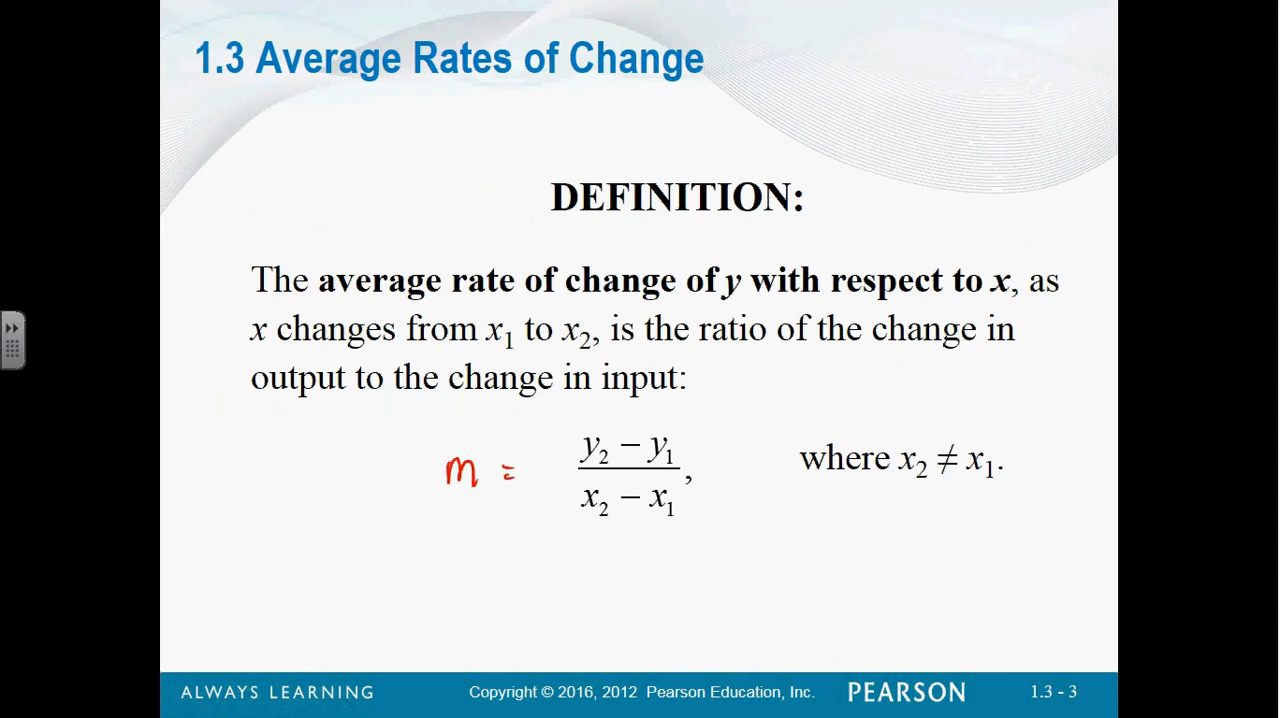 1.3 Average Rates of Change
DEFINITION:
The average rate of change of y with respect to x, as
x changes from x₁ to x₂, is the ratio of the change in
output to the change in input:
m = (y₂ − y₁)/(x₂ − x₁), where x₂ ≠ x₁.
ALWAYS LEARNING Copyright © 2016, 2012 Pearson Education, Inc. PEARSON 1.3 - 3